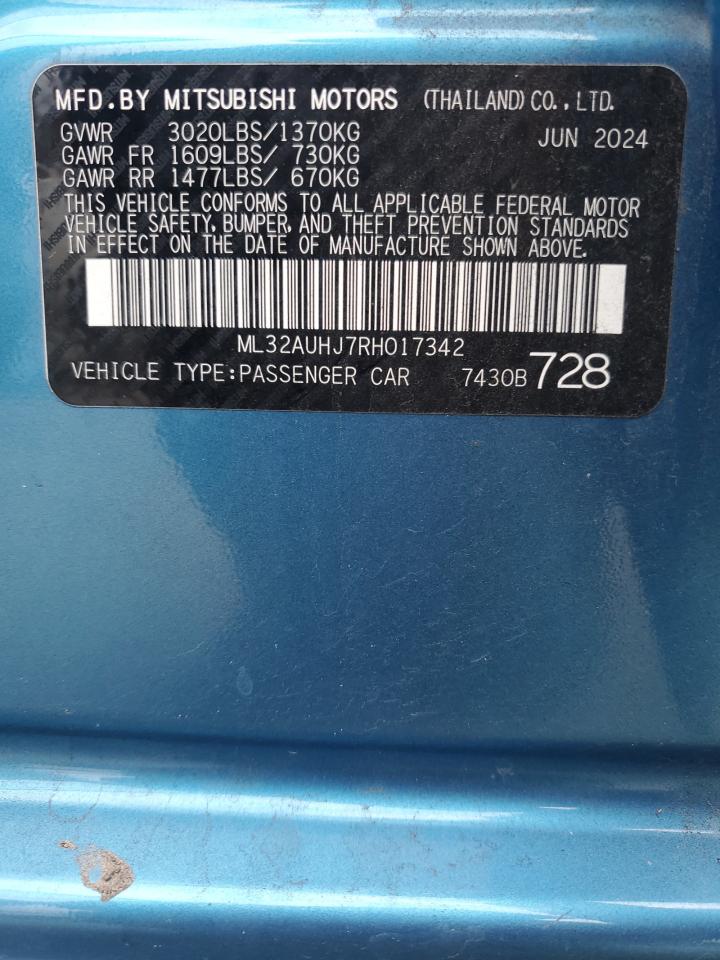 MFD.BY MITSUBISHI MOTORS (THAILAND)CO.,LTD.
GVWR 3020LBS/1370KG JUN 2024
GAWR FR 1609LBS/ 730KG
GAWR RR 1477LBS/ 670KG
THIS VEHICLE CONFORMS TO ALL APPLICABLE FEDERAL MOTOR
VEHICLE SAFETY, BUMPER, AND THEFT PREVENTION STANDARDS
IN EFFECT ON THE DATE OF MANUFACTURE SHOWN ABOVE.
ML32AUHJ7RH017342
VEHICLE TYPE:PASSENGER CAR 7430B 728